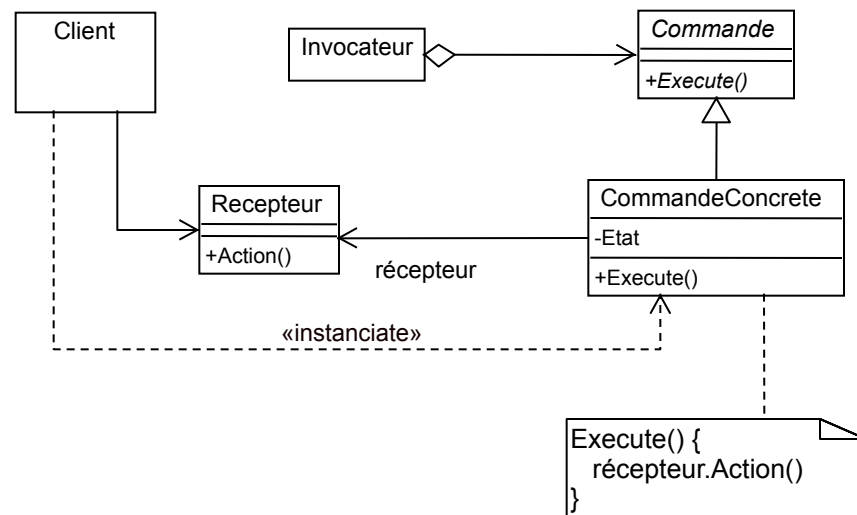 Client
Invocateur
Commande
+Execute()
Recepteur
+Action()
CommandeConcrete
-Etat
+Execute()
récepteur
«instanciate»
Execute() {
récepteur.Action()
}